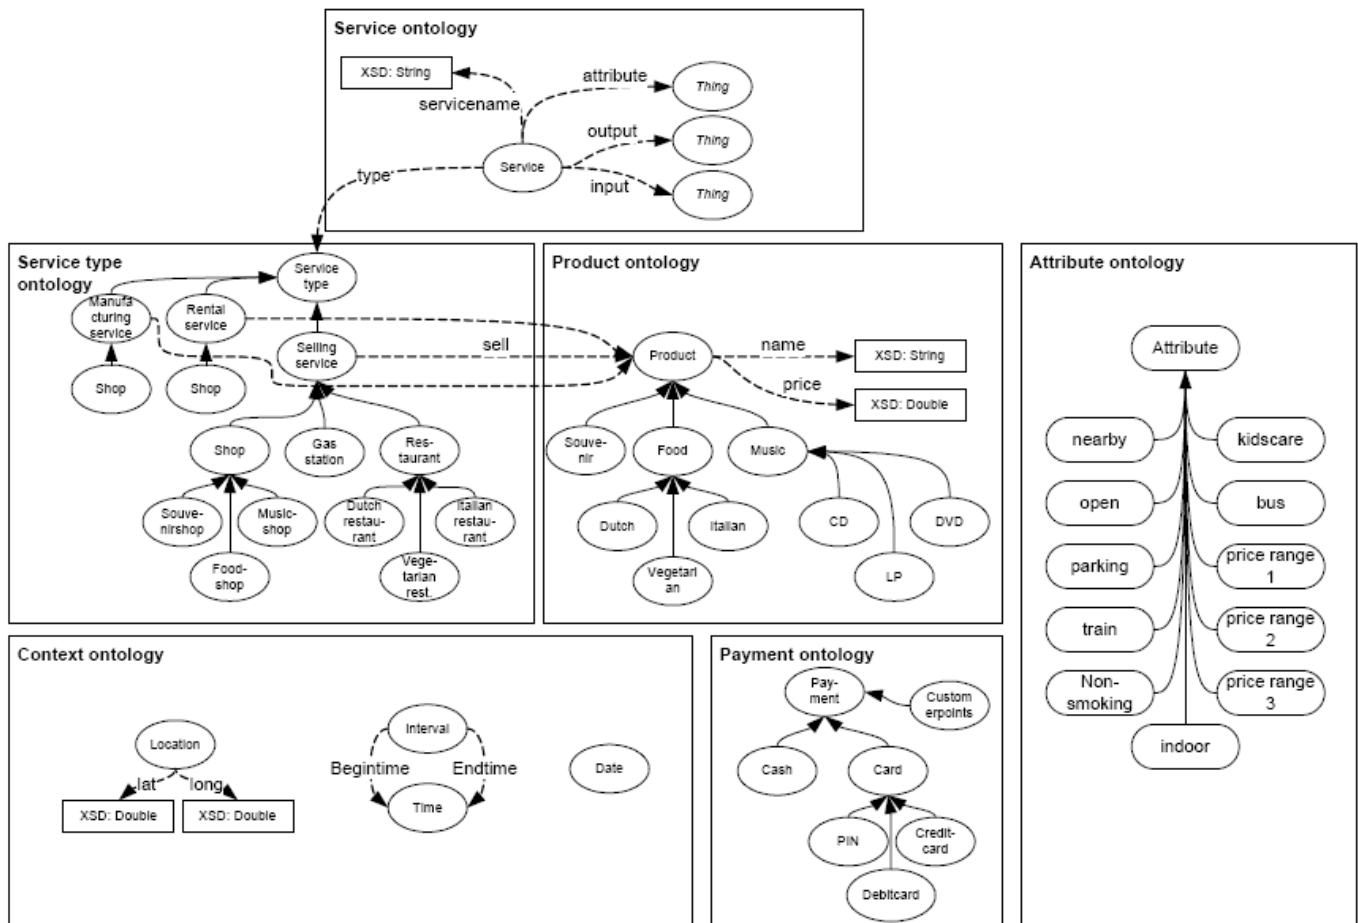 Service ontology
XSD: String
attribute
Thing
servicename
output
Thing
Service
type
input
Thing
Service type
ontology
Service
type
Manufa
cturing
service
Rental
service
Selling
service
sell
Shop
Shop
Shop
Gas
station
Res-
taurant
Souve-
nirshop
Music-
shop
Dutch
restau-
rant
Italian
restau-
rant
Food-
shop
Vege-
tarian
rest.
Product ontology
Product
name
XSD: String
price
XSD: Double
Souve-
nir
Food
Music
Dutch
Italian
CD
DVD
Vegetari
an
LP
Attribute ontology
Attribute
nearby
kidscare
open
bus
parking
price range
1
train
price range
2
Non-
smoking
price range
3
indoor
Context ontology
Location
lat
long
XSD: Double
XSD: Double
Interval
Begintime
Endtime
Time
Date
Payment ontology
Pay-
ment
Custom
erpoints
Cash
Card
PIN
Credit-
card
Debitcard